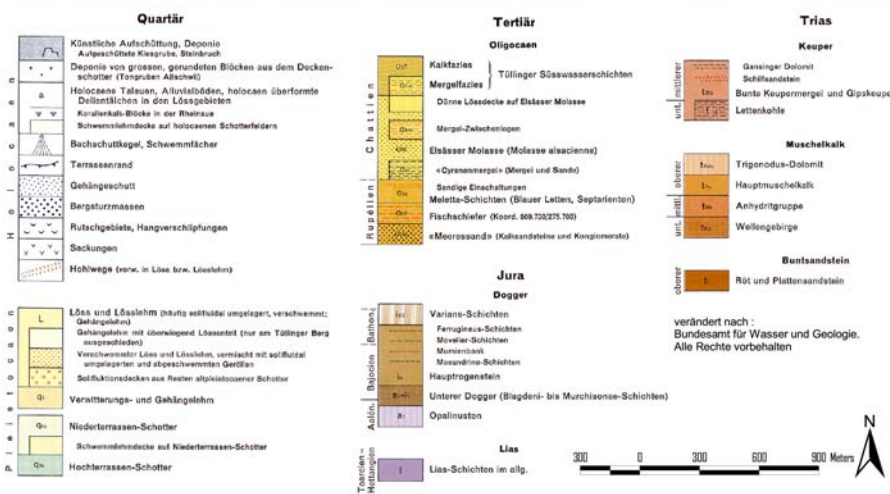 Quartär
Holocaen
Künstliche Aufschüttung, Deponie
Aufgeschüttete Kiesgrube, Steinbruch
Deponie von grossen, gerundeten Blöcken aus dem Decken-
schotter (Tongruben Allschwil)
a
Holocaene Talauen, Alluvialböden, holocaen überformte
Dellentälchen in den Lössgebieten
Korallenkalk-Blöcke in der Rheinaue
Schwemmlehmdecke auf holocaenen Schotterfeldern
Bachschuttkegel, Schwemmfächer
Terrassenrand
Gehängeschutt
Bergsturzmassen
Rutschgebiete, Hangverschlipfungen
Sackungen
Hohlwege (vorw. in Löss bzw. Lösslehm)
Pleistocaen
L
Löss und Lösslehm (häufig solifluidal umgelagert, verschwemmt;
Gehängelehm)
Gehängelehm mit überwiegend Lössanteil (nur am Tüllinger Berg
ausgeschieden)
Verschwemmter Löss und Lösslehm, vermischt mit solifluidal
umgelagerten und abgeschwemmten Geröllen
Solifluktionsdecken aus Resten altpleistocaener Schotter
Verwitterungs- und Gehängelehm
Niederterrassen-Schotter
Schwemmlehmdecke auf Niederterrassen-Schotter
Hochterrassen-Schotter
Tertiär
Oligocaen
Chattien
Kalkfazies
Mergelfazies
Tüllinger Süsswasserschichten
Dünne Lössdecke auf Elsässer Molasse
Mergel-Zwischenlagen
Elsässer Molasse (Molasse alsacienne)
«Cyrenenmergel» (Mergel und Sande)
Rupélien
Sandige Einschaltungen
Meletta-Schichten (Blauer Letten, Septarienton)
Fischschiefer (Koord. 609.730/275.700)
«Meeressand» (Kalksandsteine und Konglomerate)
Jura
Dogger
Bathon.
Varians-Schichten
Ferrugineus-Schichten
Movelier-Schichten
Bajocien
Mumienbank
Maeandrina-Schichten
Hauptrogenstein
Unterer Dogger (Blagdeni- bis Murchisonae-Schichten)
Aalén.
Opalinuston
Lias
Toarcien-
Hettangien
l
Lias-Schichten im allg.
Trias
Keuper
mittlerer
Gansinger Dolomit
Schilfsandstein
Bunte Keupermergel und Gipskeuper
unt.
Lettenkohle
Muschelkalk
oberer
Trigonodus-Dolomit
Hauptmuschelkalk
mittl.
Anhydritgruppe
unt.
Wellengebirge
Buntsandstein
oberer
Röt und Plattensandstein
verändert nach :
Bundesamt für Wasser und Geologie.
Alle Rechte vorbehalten
N
300 0 300 600 900 Meters